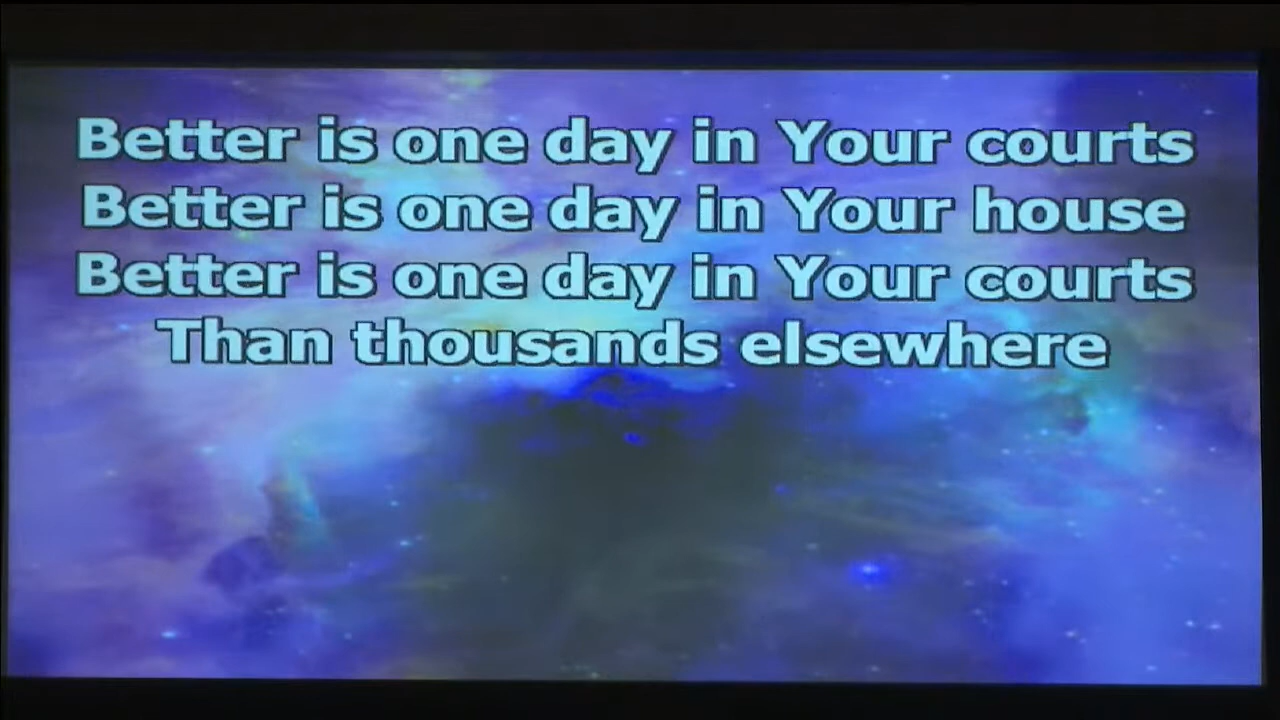 Better is one day in Your courts
Better is one day in Your house
Better is one day in Your courts
Than thousands elsewhere